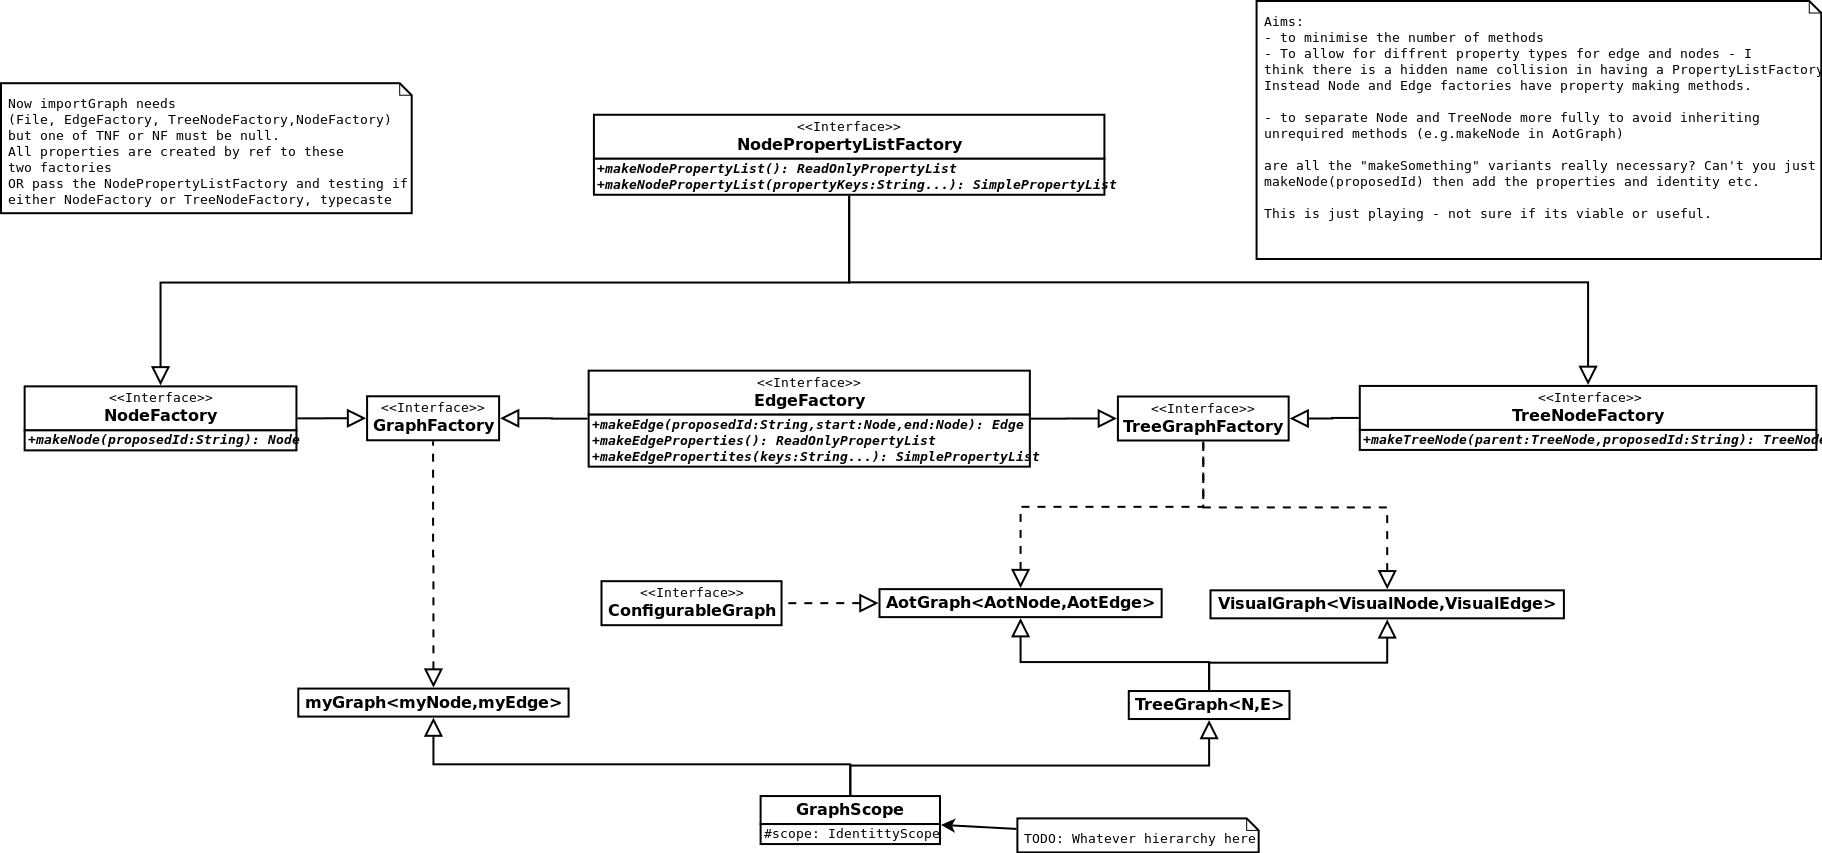 Aims:
- to minimise the number of methods
- To allow for diffrent property types for edge and nodes - I
think there is a hidden name collision in having a PropertyListFactory
Instead Node and Edge factories have property making methods.
- to separate Node and TreeNode more fully to avoid inheriting
unrequired methods (e.g.makeNode in AotGraph)
are all the "makeSomething" variants really necessary? Can't you just
makeNode(proposedId) then add the properties and identity etc.
This is just playing - not sure if its viable or useful.
Now importGraph needs
(File, EdgeFactory, TreeNodeFactory,NodeFactory)
but one of TNF or NF must be null.
All properties are created by ref to these
two factories
OR pass the NodePropertyListFactory and testing if
either NodeFactory or TreeNodeFactory, typecaste
<<Interface>>
NodePropertyListFactory
+makeNodePropertyList(): ReadOnlyPropertyList
+makeNodePropertyList(propertyKeys:String...): SimplePropertyList
<<Interface>>
NodeFactory
+makeNode(proposedId:String): Node
<<Interface>>
GraphFactory
<<Interface>>
EdgeFactory
+makeEdge(proposedId:String,start:Node,end:Node): Edge
+makeEdgeProperties(): ReadOnlyPropertyList
+makeEdgePropertites(keys:String...): SimplePropertyList
<<Interface>>
TreeGraphFactory
<<Interface>>
TreeNodeFactory
+makeTreeNode(parent:TreeNode,proposedId:String): TreeNode
<<Interface>>
ConfigurableGraph
AotGraph<AotNode,AotEdge>
VisualGraph<VisualNode,VisualEdge>
myGraph<myNode,myEdge>
TreeGraph<N,E>
GraphScope
#scope: IdentittyScope
TODO: Whatever hierarchy here